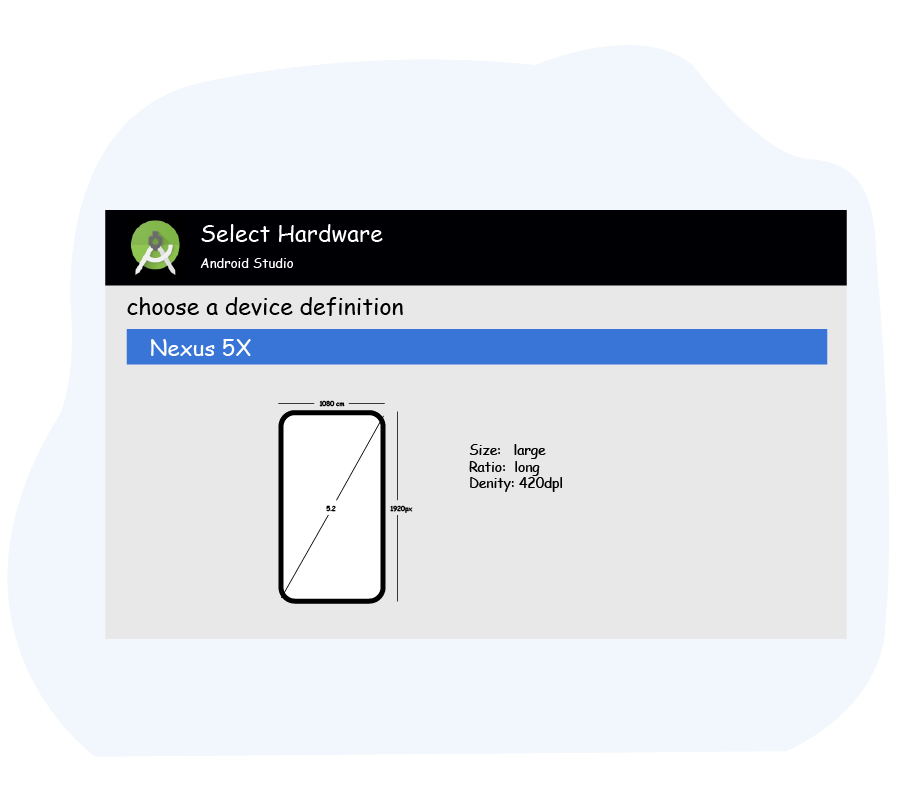 Select Hardware
Android Studio
choose a device definition
Nexus 5X
1080 cm
5.2
1920px
Size: large
Ratio: long
Denity: 420dpl